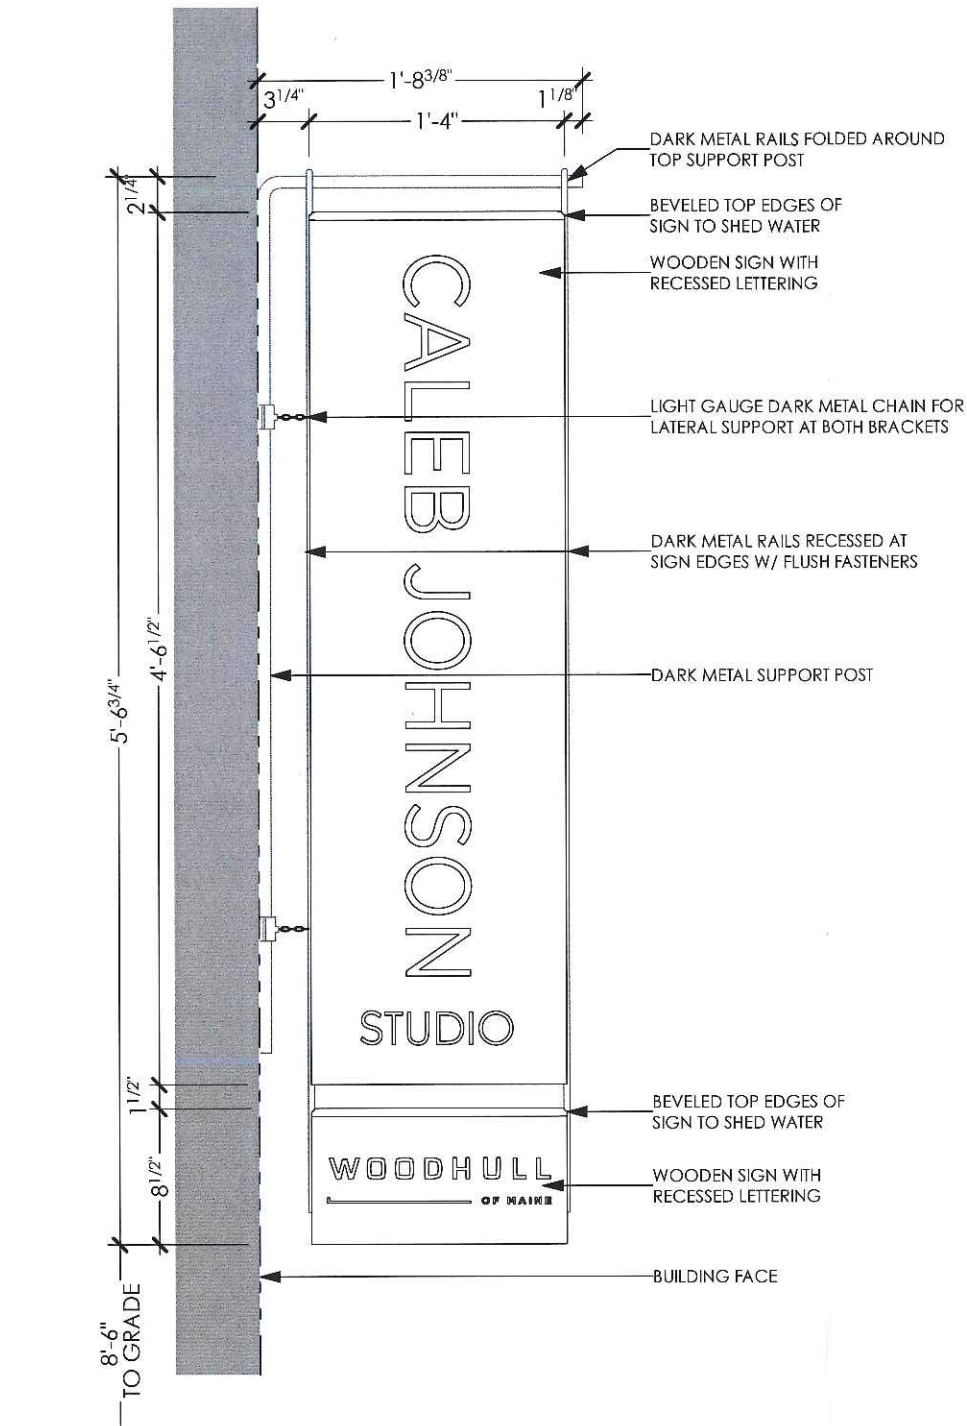 1'-8 3/8"
3 1/4"
1 1/8"
1'-4"
DARK METAL RAILS FOLDED AROUND
TOP SUPPORT POST
2 1/4"
BEVELED TOP EDGES OF
SIGN TO SHED WATER
WOODEN SIGN WITH
RECESSED LETTERING
CALEB JOHNSON
LIGHT GAUGE DARK METAL CHAIN FOR
LATERAL SUPPORT AT BOTH BRACKETS
DARK METAL RAILS RECESSED AT
SIGN EDGES W/ FLUSH FASTENERS
4'-6 1/2"
5'-6 3/4"
DARK METAL SUPPORT POST
STUDIO
1 1/2"
BEVELED TOP EDGES OF
SIGN TO SHED WATER
8 1/2"
WOODHULL
OF MAINE
WOODEN SIGN WITH
RECESSED LETTERING
BUILDING FACE
8'-6"
TO GRADE